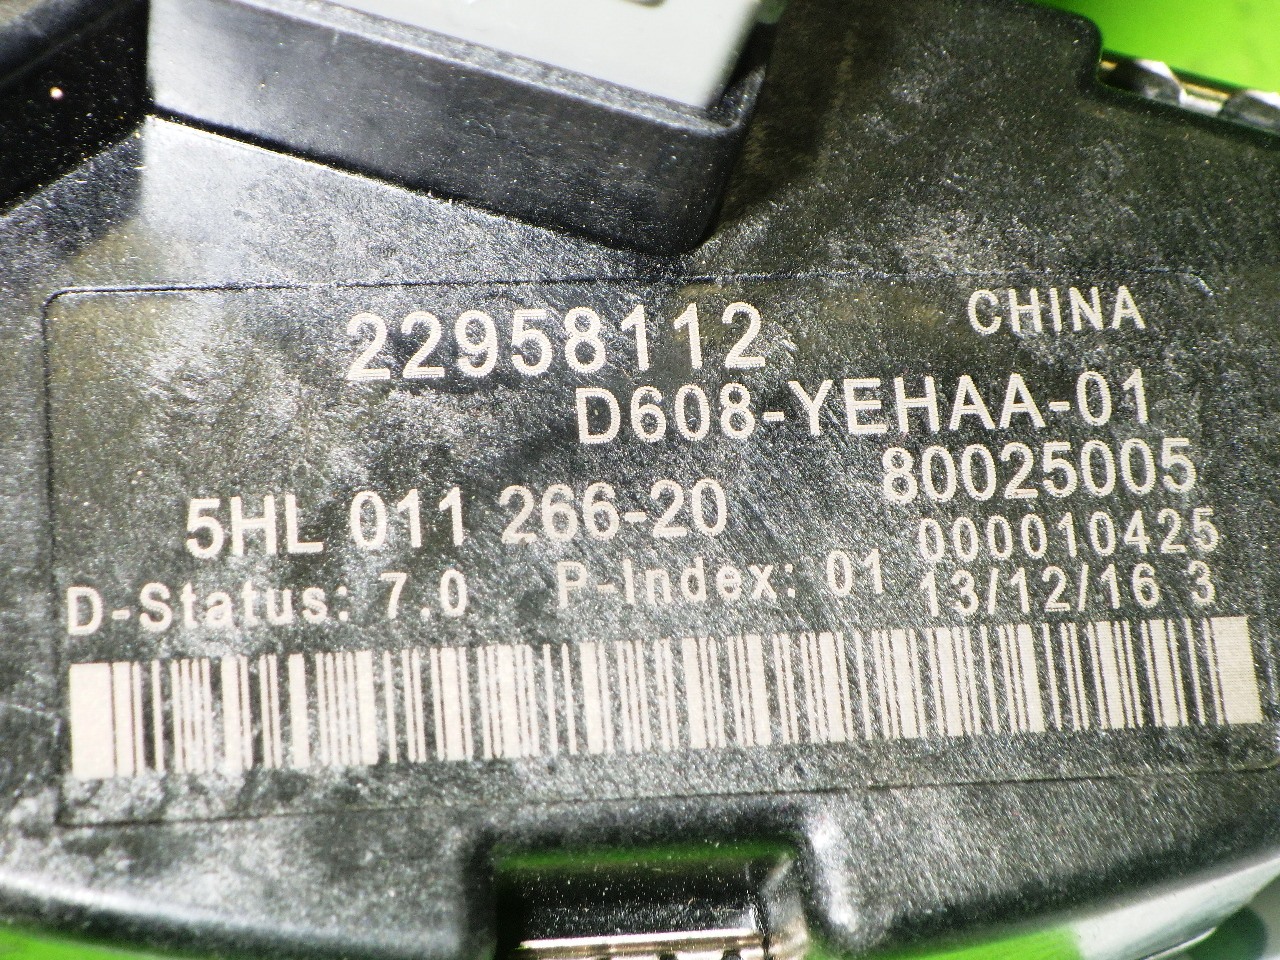 CHINA
22958112
D608-YEHAA-01
80025005
5HL 011 266-20
000010425
D-Status: 7.0 P-Index: 01 13/12/16 3